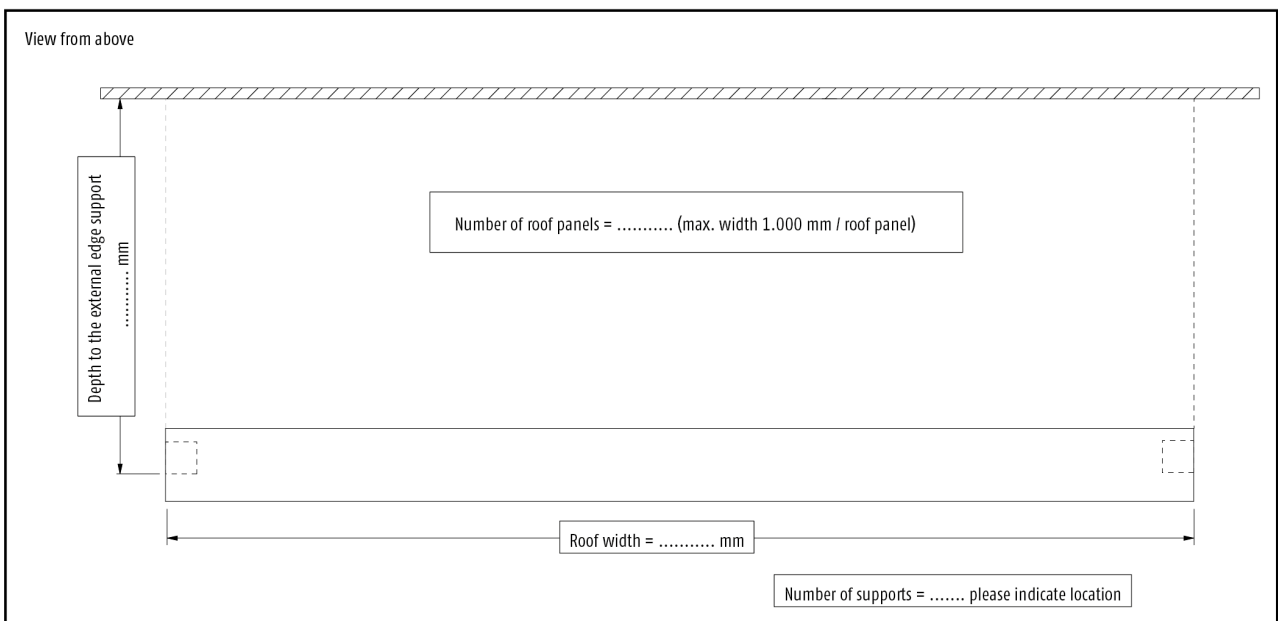 View from above
Depth to the external edge support
........... mm
Number of roof panels = ........... (max. width 1.000 mm / roof panel)
Roof width = ........... mm
Number of supports = ....... please indicate location